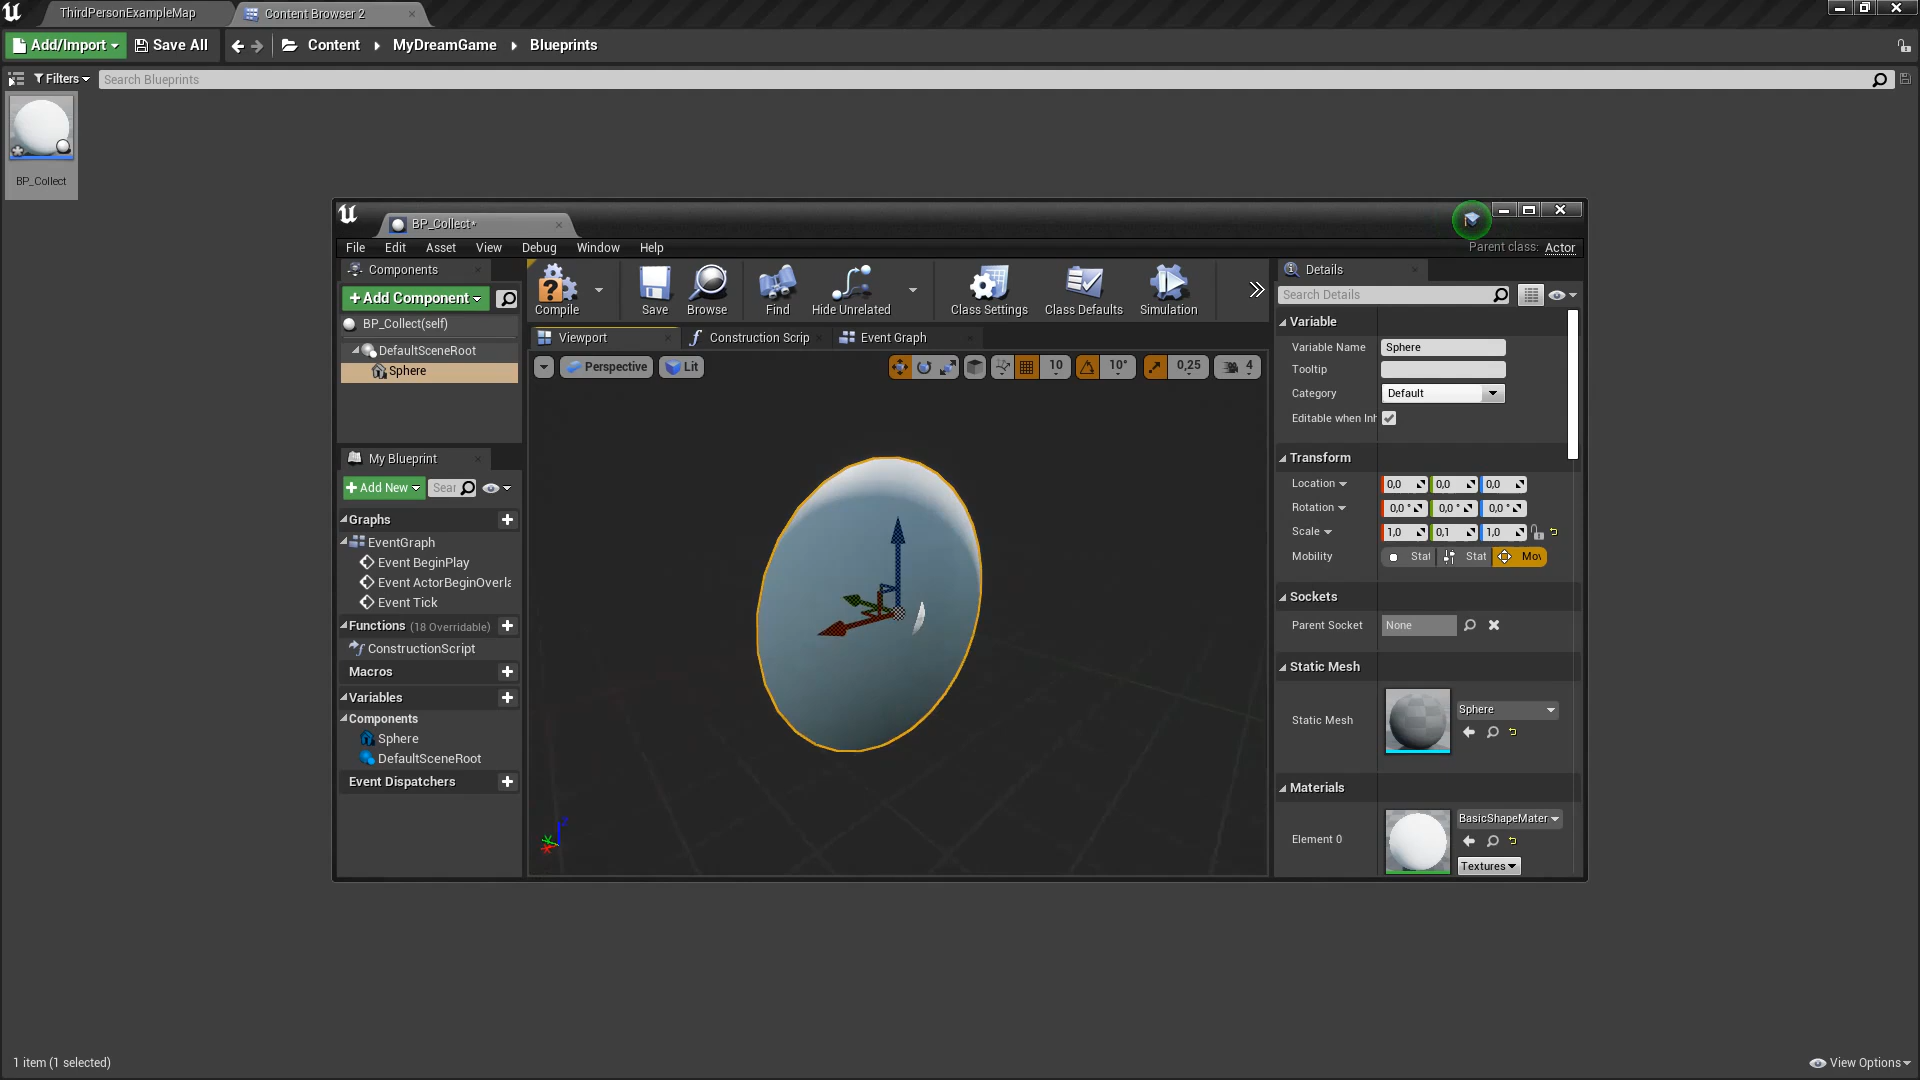 ThirdPersonExampleMap
Content Browser 2
Add/Import
Save All
Content
MyDreamGame
Blueprints
Filters
Search Blueprints
BP_Collect
BP_Collect*
Parent class: Actor
File
Edit
Asset
View
Debug
Window
Help
Components
+Add Component
BP_Collect(self)
DefaultSceneRoot
Sphere
Compile
Save
Browse
Find
Hide Unrelated
Class Settings
Class Defaults
Simulation
Viewport
Construction Scrip
Event Graph
Perspective
Lit
10
10°
0,25
4
My Blueprint
+Add New
Sear
Graphs
EventGraph
Event BeginPlay
Event ActorBeginOverla
Event Tick
Functions (18 Overridable)
ConstructionScript
Macros
Variables
Components
Sphere
DefaultSceneRoot
Event Dispatchers
Details
Search Details
Variable
Variable Name Sphere
Tooltip
Category Default
Editable when Inh
Transform
Location 0,0 0,0 0,0
Rotation 0,0 ° 0,0 ° 0,0 °
Scale 1,0 0,1 1,0
Mobility Stat Stat Mov
Sockets
Parent Socket None
Static Mesh
Static Mesh Sphere
Materials
Element 0 BasicShapeMater
Textures
1 item (1 selected)
View Options